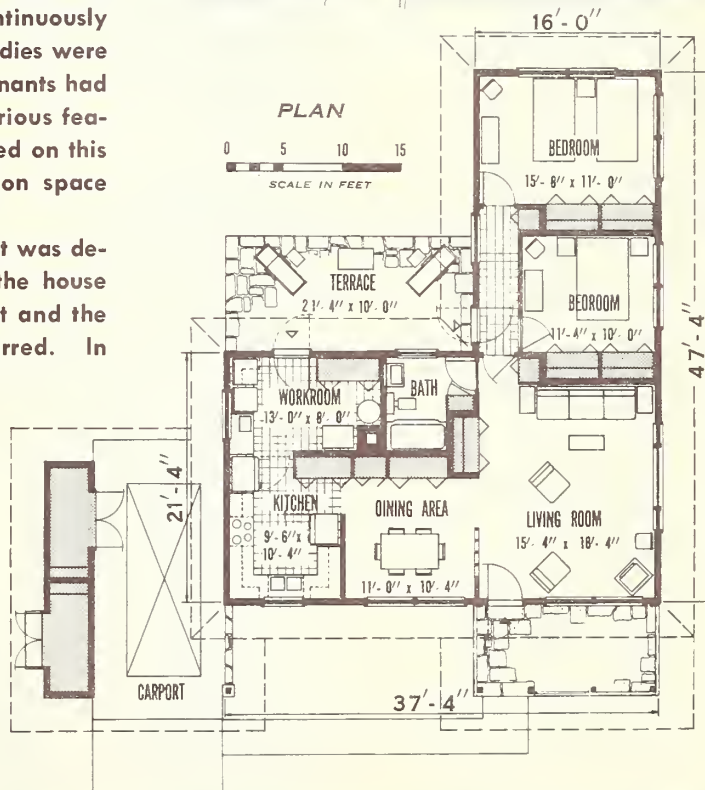 ntinuously
dies were
nants had
rious fea-
ed on this
on space
t was de-
the house
t and the
rred. In
16'-0"
PLAN
0 5 10 15
SCALE IN FEET
BEDROOM
15'-8" x 11'-0"
TERRACE
21'-4" x 10'-0"
BEDROOM
11'-4" x 10'-0"
47'-4"
WORKROOM
13'-0" x 8'-0"
BATH
21'-4"
KITCHEN
9'-6" x
10'-4"
DINING AREA
11'-0" x 10'-4"
LIVING ROOM
15'-4" x 18'-4"
CARPORT
37'-4"